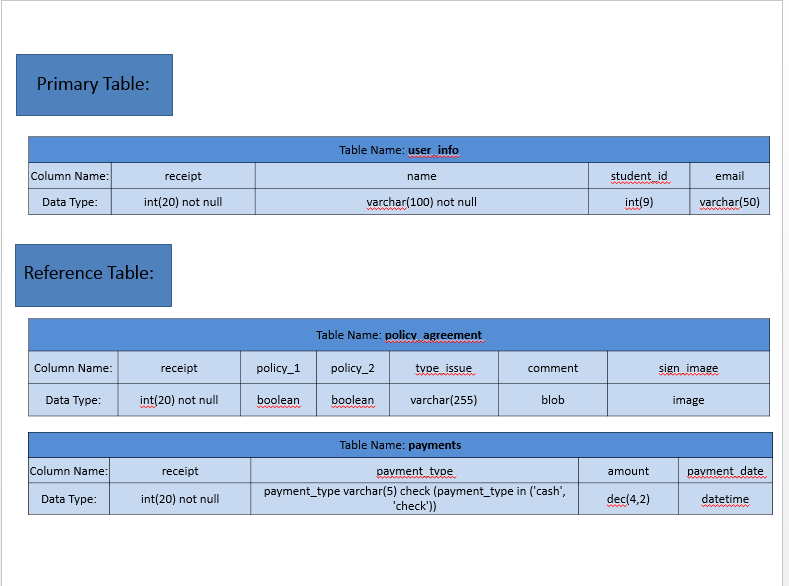 Primary Table:
Table Name: user_info
Column Name: receipt name student_id email
Data Type: int(20) not null varchar(100) not null int(9) varchar(50)
Reference Table:
Table Name: policy_agreement
Column Name: receipt policy_1 policy_2 type_issue comment sign_image
Data Type: int(20) not null boolean boolean varchar(255) blob image
Table Name: payments
Column Name: receipt payment_type amount payment_date
Data Type: int(20) not null payment_type varchar(5) check (payment_type in ('cash', 'check')) dec(4,2) datetime